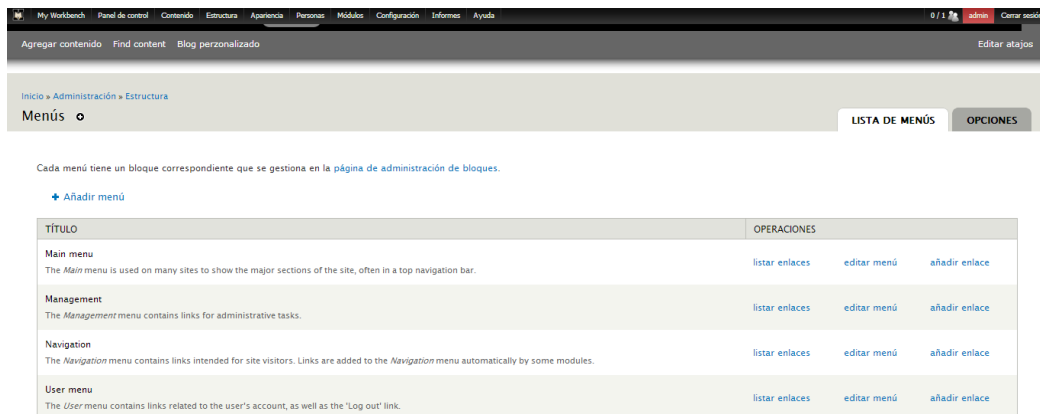 My Workbench Panel de control Contenido Estructura Apariencia Personas Módulos Configuración Informes Ayuda 0 / 1 admin Cerrar sesión
Agregar contenido Find content Blog perzonalizado Editar atajos
Inicio » Administración » Estructura
Menús
LISTA DE MENÚS OPCIONES
Cada menú tiene un bloque correspondiente que se gestiona en la página de administración de bloques.
+ Añadir menú
TÍTULO OPERACIONES
Main menu
The Main menu is used on many sites to show the major sections of the site, often in a top navigation bar.
listar enlaces editar menú añadir enlace
Management
The Management menu contains links for administrative tasks.
listar enlaces editar menú añadir enlace
Navigation
The Navigation menu contains links intended for site visitors. Links are added to the Navigation menu automatically by some modules.
listar enlaces editar menú añadir enlace
User menu
The User menu contains links related to the user's account, as well as the 'Log out' link.
listar enlaces editar menú añadir enlace